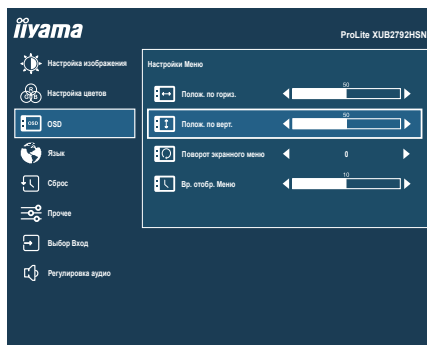 iiyama
ProLite XUB2792HSN
Настройка изображения
Настройка цветов
OSD
Язык
Сброс
Прочее
Выбор Вход
Регулировка аудио
Настройки Меню
Полож. по гориз.
50
Полож. по верт.
50
Поворот экранного меню
0
Вр. отобр. Меню
10